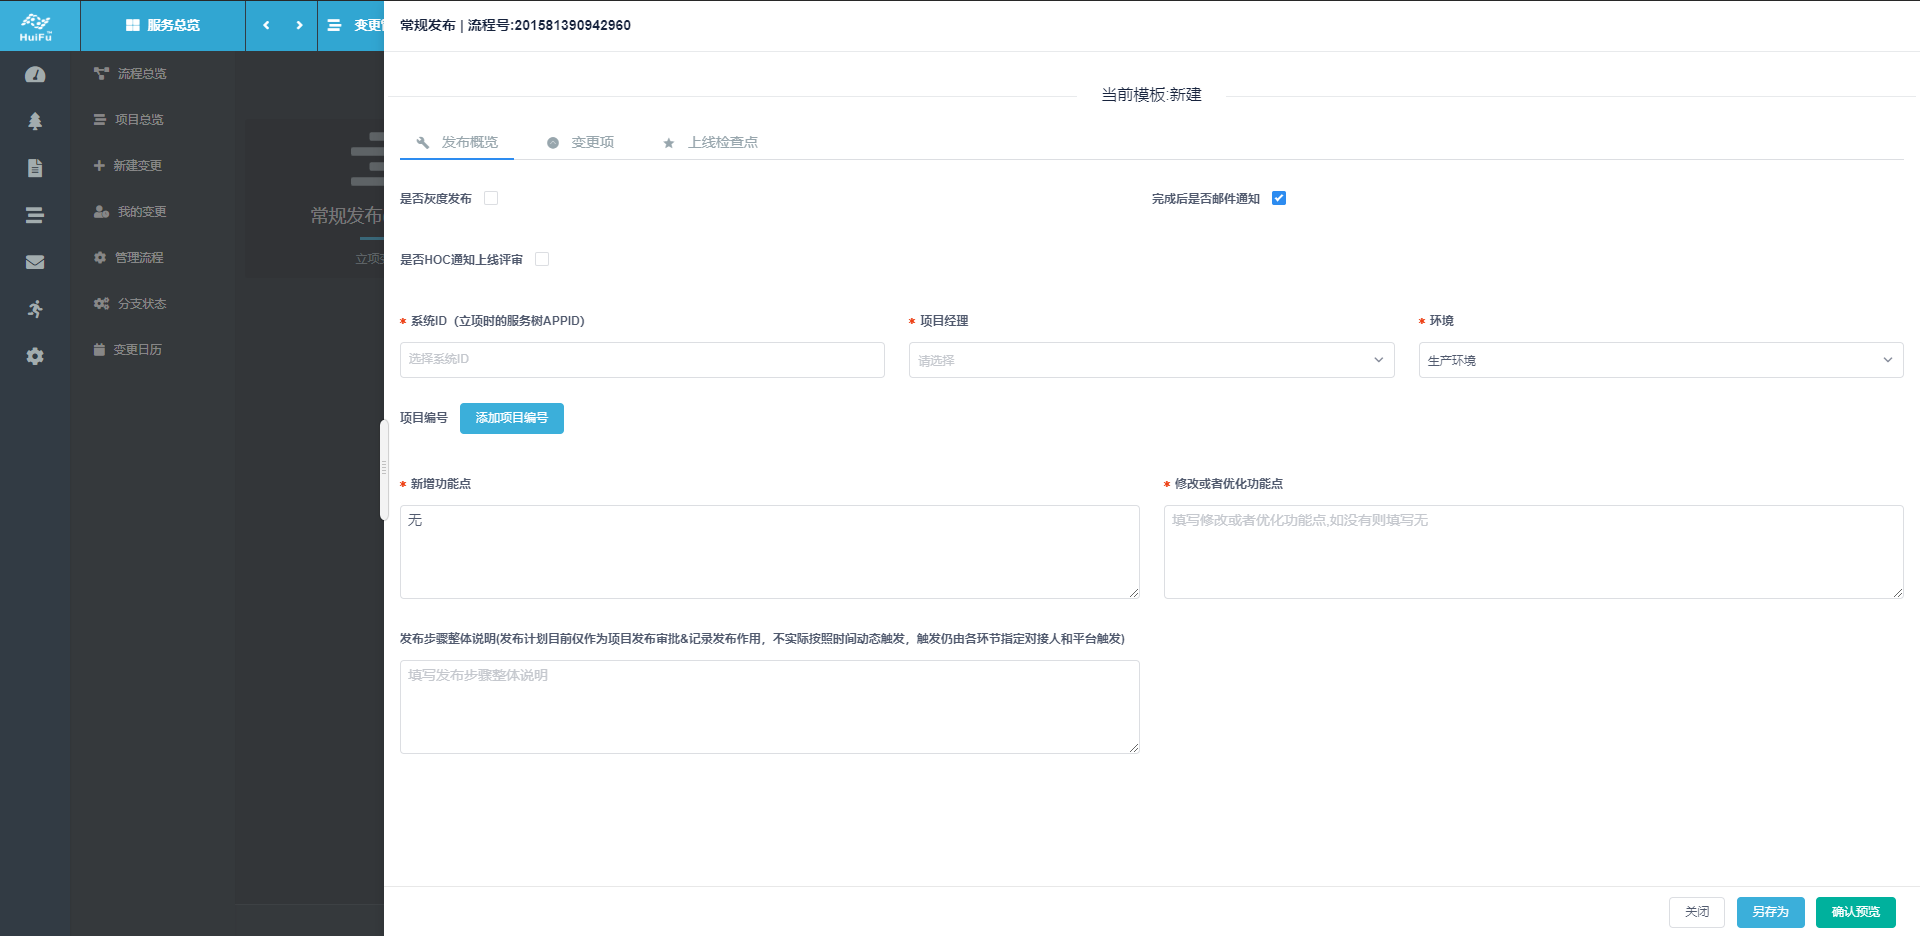 HuiFu
服务总览
变更
流程总览
项目总览
新建变更
我的变更
管理流程
分支状态
变更日历
常规发布
立项
常规发布 | 流程号:201581390942960
当前模板:新建
发布概览
变更项
上线检查点
是否灰度发布
完成后是否邮件通知
是否HOC通知上线评审
* 系统ID（立项时的服务树APPID）
* 项目经理
* 环境
选择系统ID
请选择
生产环境
项目编号
添加项目编号
* 新增功能点
* 修改或者优化功能点
无
填写修改或者优化功能点,如没有则填写无
发布步骤整体说明(发布计划目前仅作为项目发布审批&记录发布作用，不实际按照时间动态触发，触发仍由各环节指定对接人和平台触发)
填写发布步骤整体说明
关闭
另存为
确认预览